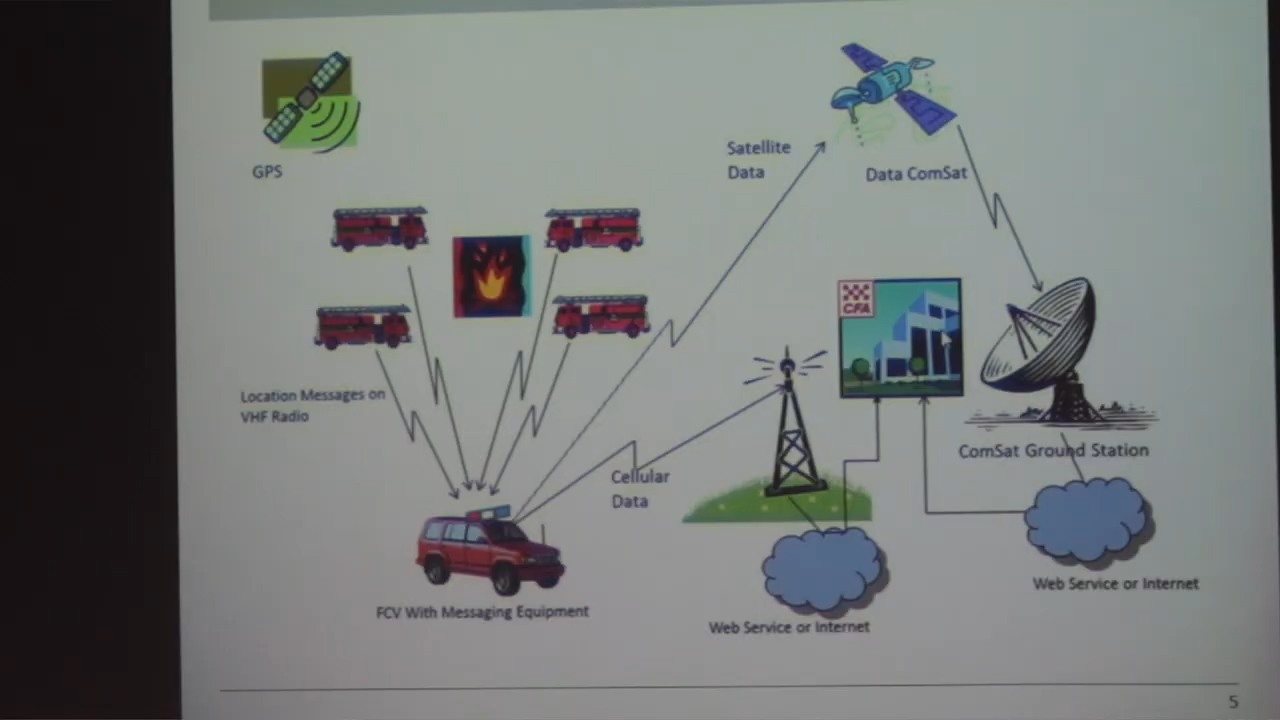 GPS
Satellite
Data
Data ComSat
CFA
Location Messages on
VHF Radio
Cellular
Data
ComSat Ground Station
FCV With Messaging Equipment
Web Service or Internet
Web Service or Internet
5